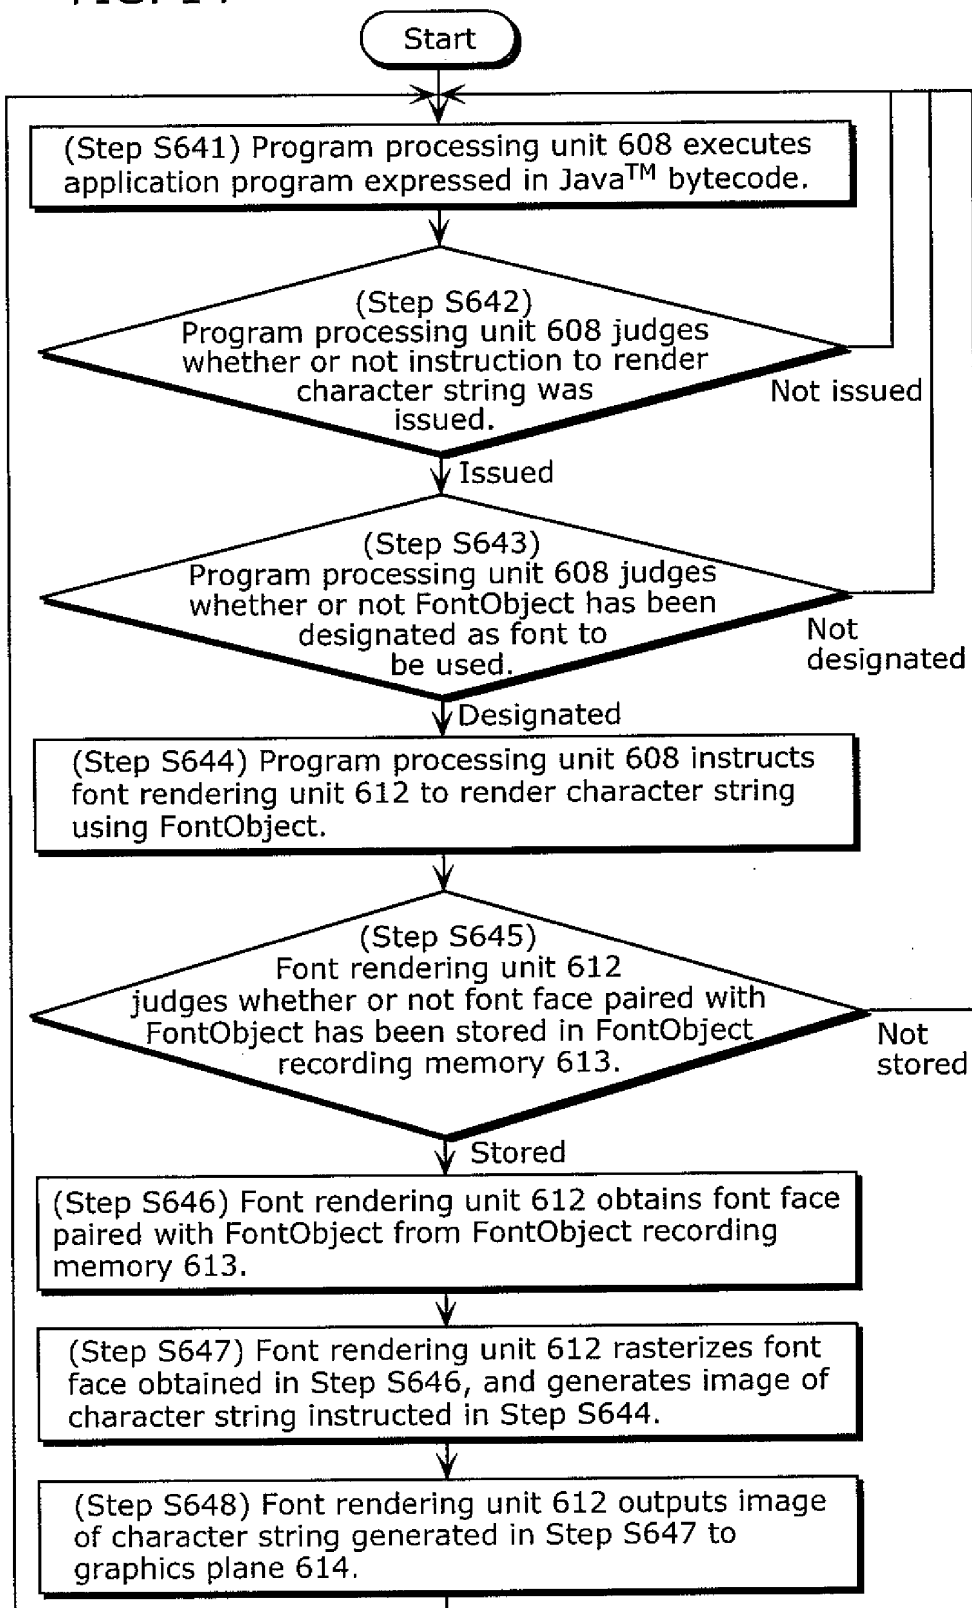 Start
(Step S641) Program processing unit 608 executes
application program expressed in Java™ bytecode.
(Step S642)
Program processing unit 608 judges
whether or not instruction to render
character string was
issued.
Not issued
Issued
(Step S643)
Program processing unit 608 judges
whether or not FontObject has been
designated as font to
be used.
Not
designated
Designated
(Step S644) Program processing unit 608 instructs
font rendering unit 612 to render character string
using FontObject.
(Step S645)
Font rendering unit 612
judges whether or not font face paired with
FontObject has been stored in FontObject
recording memory 613.
Not
stored
Stored
(Step S646) Font rendering unit 612 obtains font face
paired with FontObject from FontObject recording
memory 613.
(Step S647) Font rendering unit 612 rasterizes font
face obtained in Step S646, and generates image of
character string instructed in Step S644.
(Step S648) Font rendering unit 612 outputs image
of character string generated in Step S647 to
graphics plane 614.